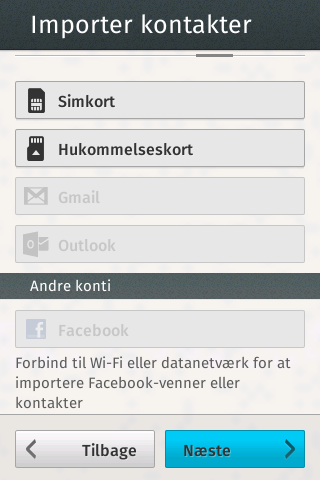 Importer kontakter
Simkort
Hukommelseskort
Gmail
Outlook
Andre konti
Facebook
Forbind til Wi-Fi eller datanetværk for at
importere Facebook-venner eller
kontakter
Tilbage
Næste